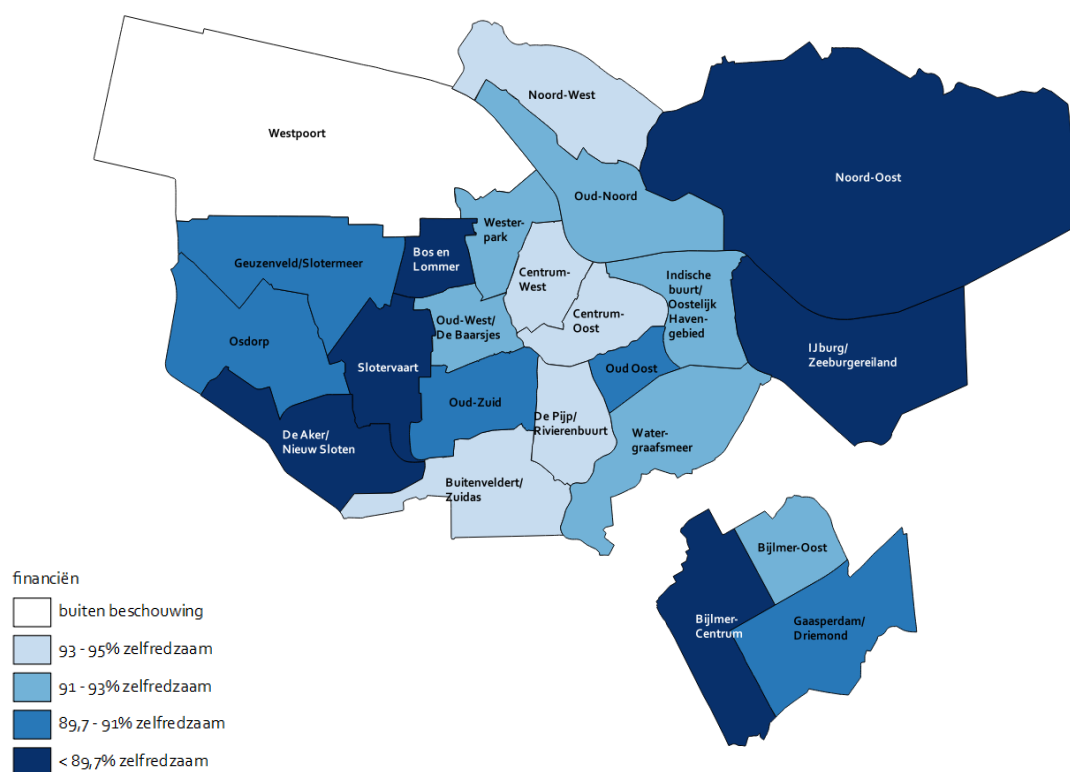 Noord-West
Westpoort
Noord-Oost
Oud-Noord
Wester-
park
Bos en
Lommer
Geuzenveld/Slotermeer
Centrum-
West
Indische
buurt/
Oostelijk
Haven-
gebied
Centrum-
Oost
Oud-West/
De Baarsjes
Osdorp
IJburg/
Zeeburgereiland
Slotervaart
Oud Oost
Oud-Zuid
De Pijp/
Rivierenbuurt
De Aker/
Nieuw Sloten
Water-
graafsmeer
Buitenveldert/
Zuidas
Bijlmer-Oost
Bijlmer-
Centrum
Gaasperdam/
Driemond
financiën
buiten beschouwing
93 - 95% zelfredzaam
91 - 93% zelfredzaam
89,7 - 91% zelfredzaam
< 89,7% zelfredzaam